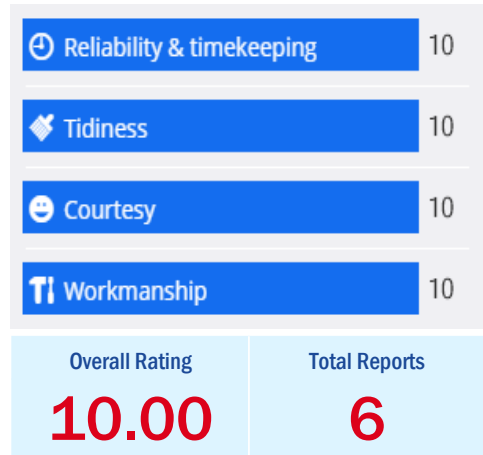 Reliability & timekeeping 10
Tidiness 10
Courtesy 10
Workmanship 10
Overall Rating Total Reports
10.00 6